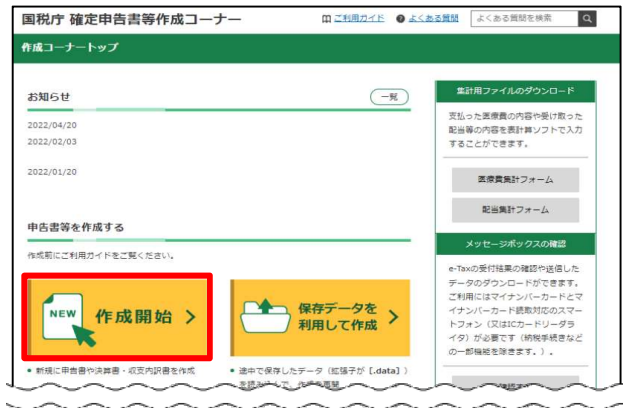 国税庁 確定申告書等作成コーナー
ご利用ガイド
よくある質問
よくある質問を検索
作成コーナートップ
お知らせ
一覧
2022/04/20
2022/02/03
2022/01/20
申告書等を作成する
作成前にご利用ガイドをご覧ください。
NEW
作成開始
保存データを
利用して作成
• 新規に申告書や決算書・収支内訳書を作成
• 途中で保存したデータ（拡張子が［.data］）
を読み込んで、作成を再開
集計用ファイルのダウンロード
支払った医療費の内容や受け取った
配当等の内容を表計算ソフトで入力
することができます。
医療費集計フォーム
配当集計フォーム
メッセージボックスの確認
e-Taxの受付結果の確認や送信した
データのダウンロードができます。
ご利用にはマイナンバーカードとマ
イナンバーカード読取対応のスマー
トフォン（又はICカードリーダラ
イタ）が必要です（納税手続きなど
の一部機能を除きます。）。